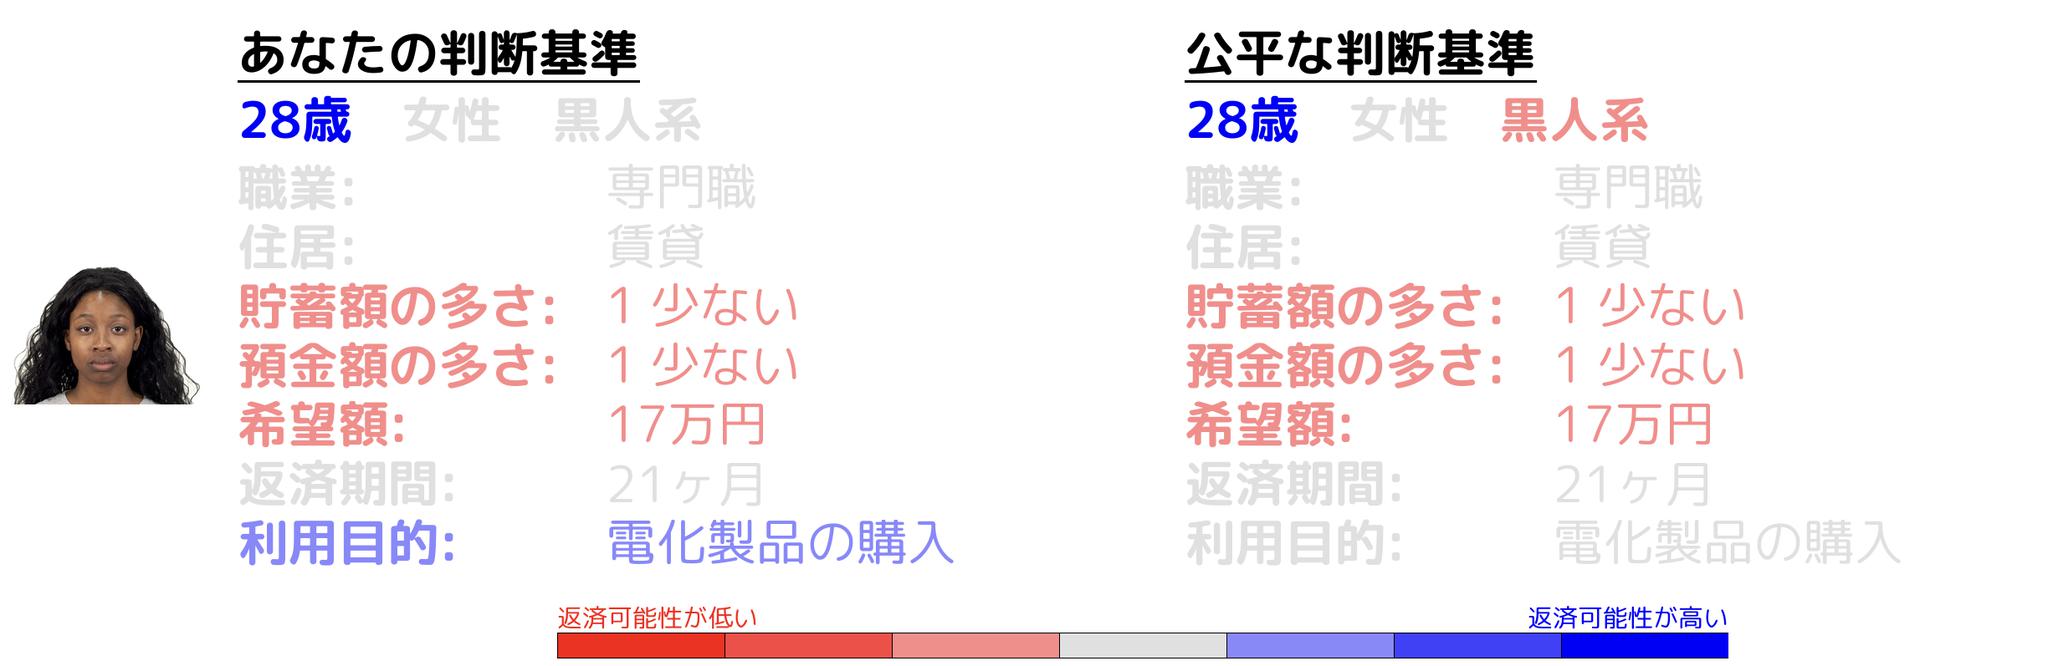 あなたの判断基準
28歳 女性 黒人系
職業: 専門職
住居: 賃貸
貯蓄額の多さ: 1 少ない
預金額の多さ: 1 少ない
希望額: 17万円
返済期間: 21ヶ月
利用目的: 電化製品の購入
公平な判断基準
28歳 女性 黒人系
職業: 専門職
住居: 賃貸
貯蓄額の多さ: 1 少ない
預金額の多さ: 1 少ない
希望額: 17万円
返済期間: 21ヶ月
利用目的: 電化製品の購入
返済可能性が低い
返済可能性が高い